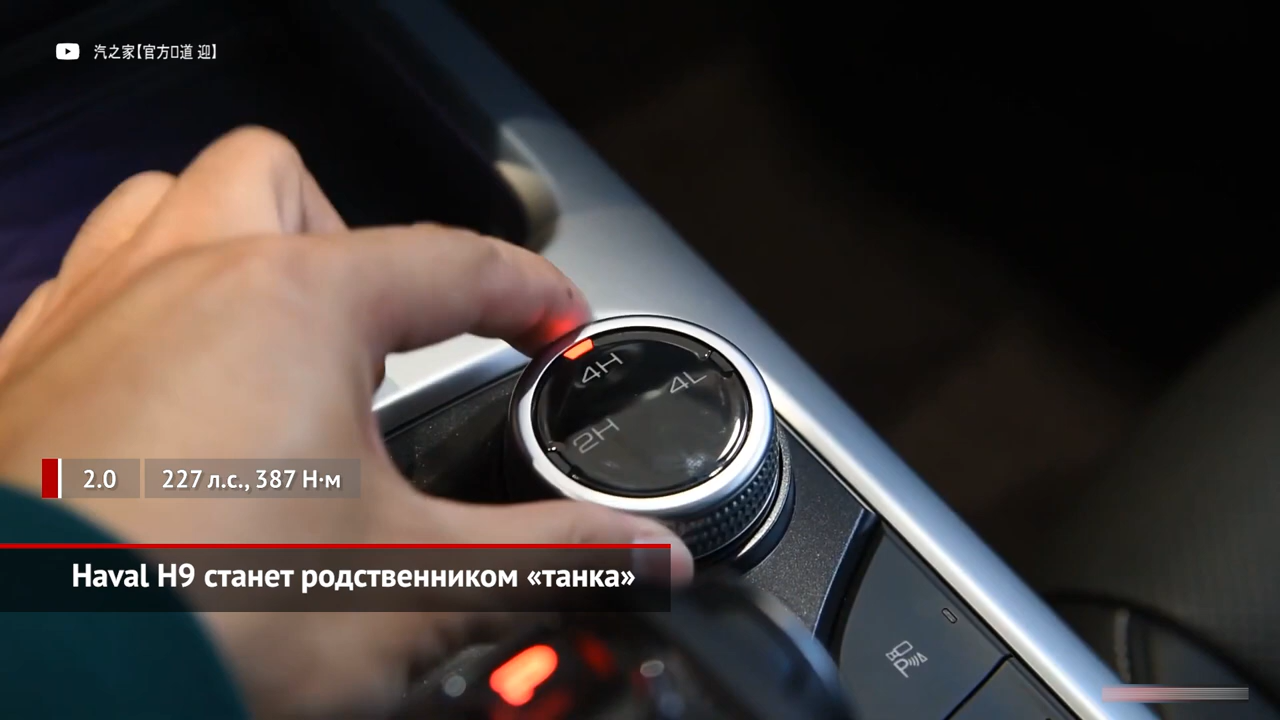 汽之家【官方▯道 迎】
4H
4L
2H
2.0
227 л.с., 387 Н·м
Haval H9 станет родственником «танка»
P